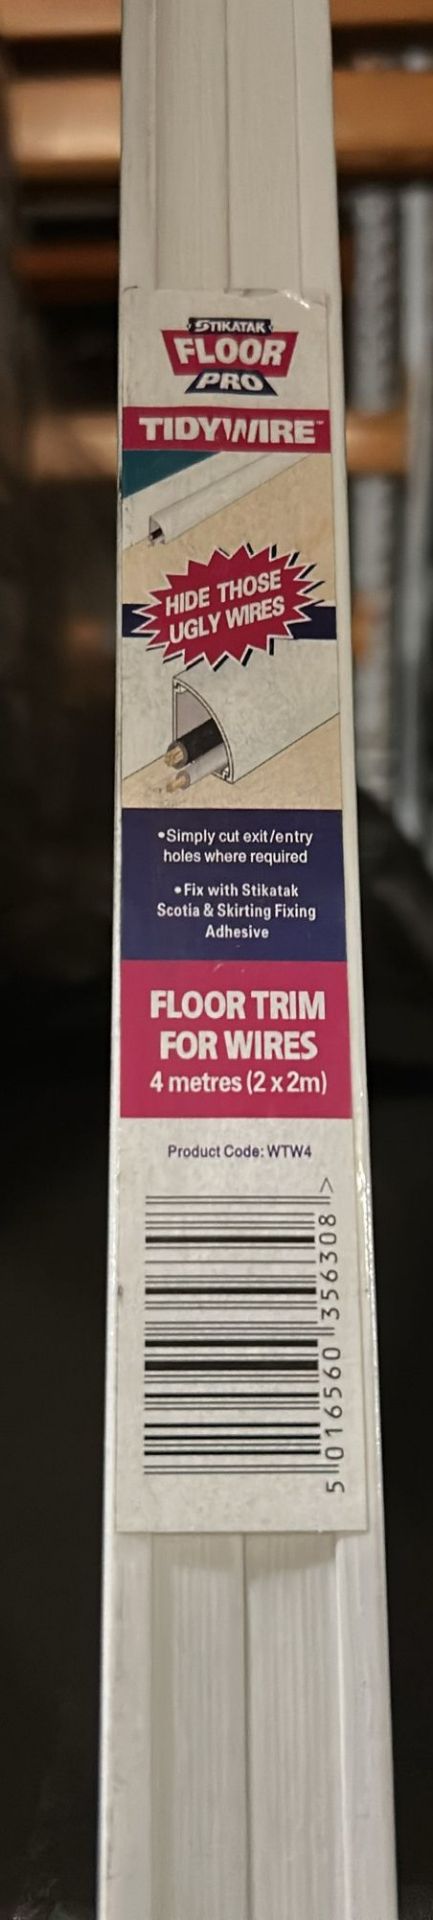 STIKATAK
FLOOR
PRO
TIDYWIRE™
HIDE THOSE
UGLY WIRES
•Simply cut exit/entry
holes where required
•Fix with Stikatak
Scotia & Skirting Fixing
Adhesive
FLOOR TRIM
FOR WIRES
4 metres (2 x 2m)
Product Code: WTW4
5 016560 356308 >